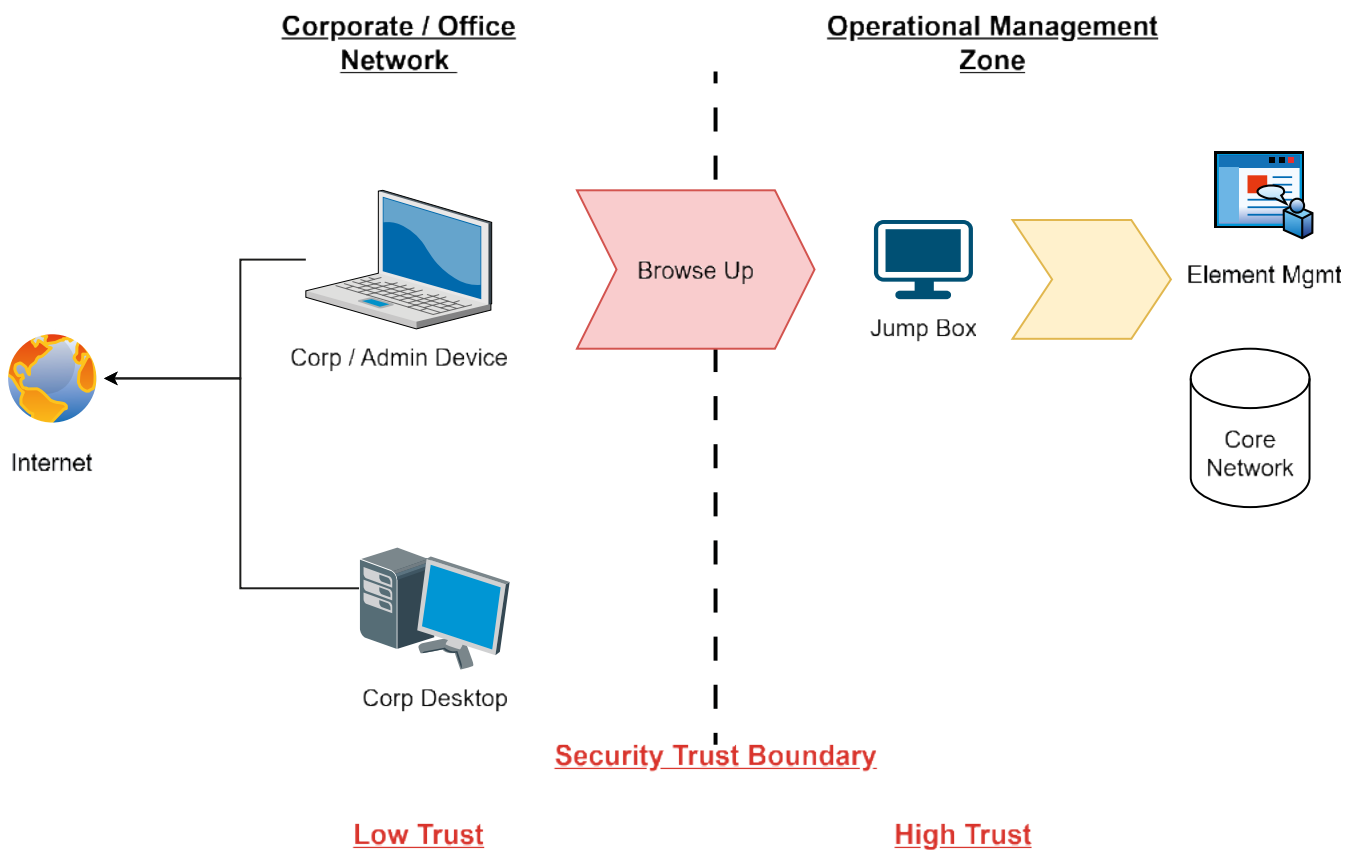 Corporate / Office
Network
Operational Management
Zone
Browse Up
Element Mgmt
Jump Box
Corp / Admin Device
Core
Network
Internet
Corp Desktop
Security Trust Boundary
Low Trust
High Trust